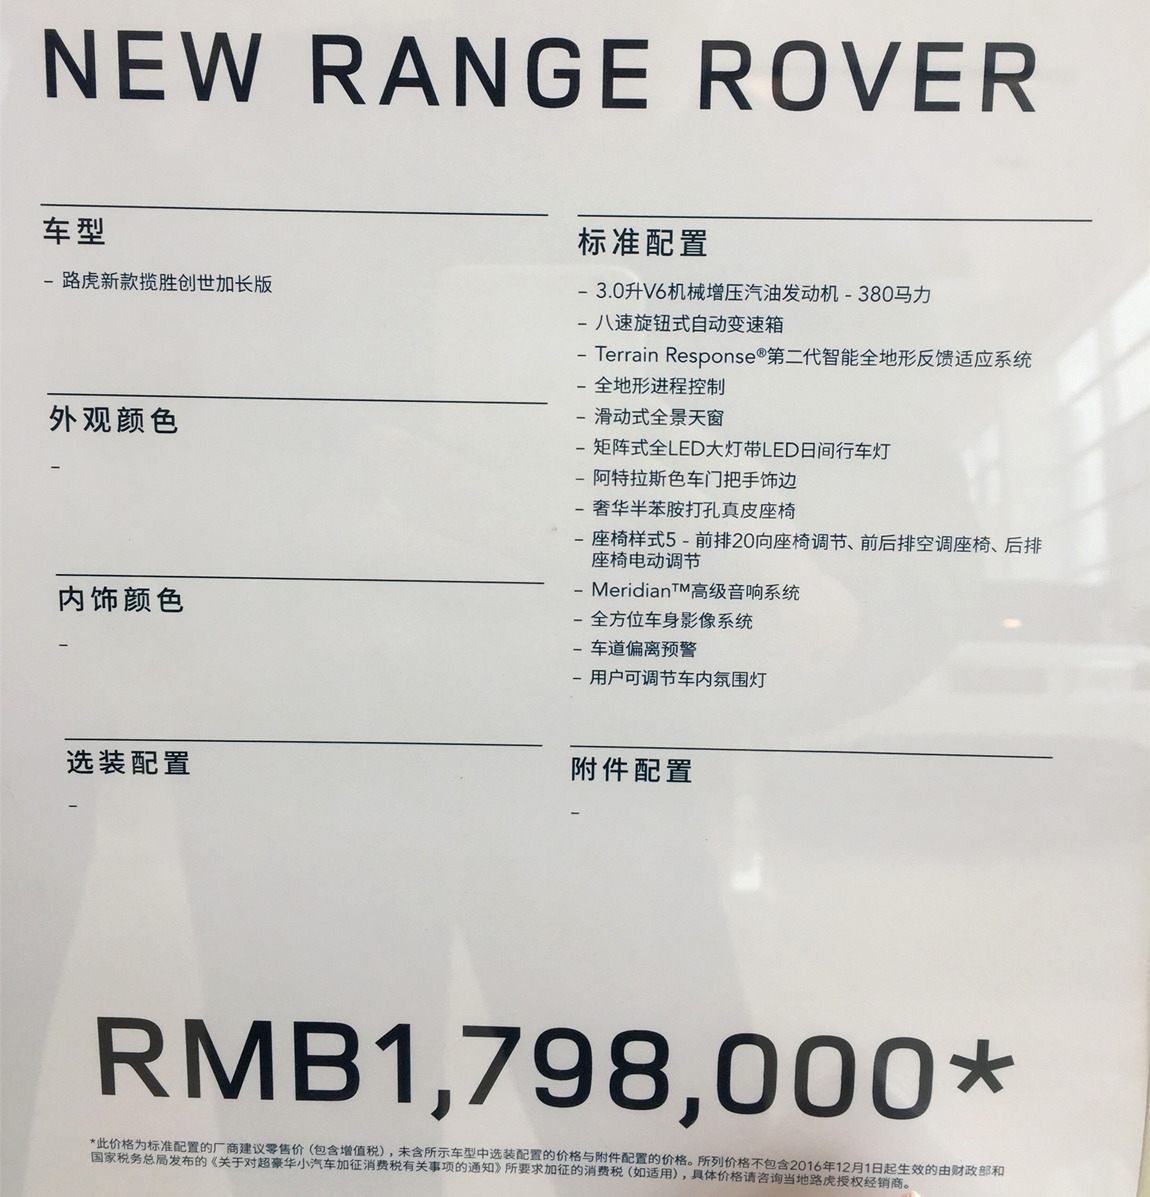 NEW RANGE ROVER
车型
– 路虎新款揽胜创世加长版
外观颜色
–
内饰颜色
–
选装配置
–
标准配置
– 3.0升V6机械增压汽油发动机 - 380马力
– 八速旋钮式自动变速箱
– Terrain Response®第二代智能全地形反馈适应系统
– 全地形进程控制
– 滑动式全景天窗
– 矩阵式全LED大灯带LED日间行车灯
– 阿特拉斯色车门把手饰边
– 奢华半苯胺打孔真皮座椅
– 座椅样式5 - 前排20向座椅调节、前后排空调座椅、后排
座椅电动调节
– Meridian™高级音响系统
– 全方位车身影像系统
– 车道偏离预警
– 用户可调节车内氛围灯
附件配置
–
RMB1,798,000*
*此价格为标准配置的厂商建议零售价（包含增值税），未含所示车型中选装配置的价格与附件配置的价格。所列价格不包含2016年12月1日起生效的由财政部和
国家税务总局发布的《关于对超豪华小汽车加征消费税有关事项的通知》所要求加征的消费税（如适用），具体价格请咨询当地路虎授权经销商。